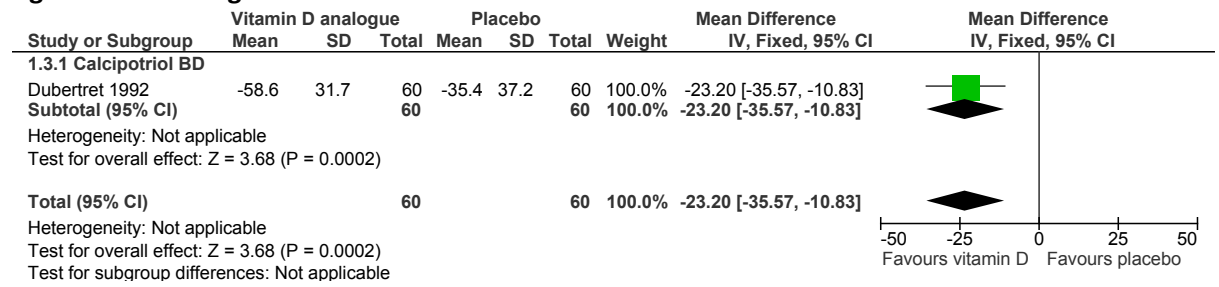 Vitamin D analogue Placebo Mean Difference Mean Difference
Study or Subgroup Mean SD Total Mean SD Total Weight IV, Fixed, 95% CI IV, Fixed, 95% CI
1.3.1 Calcipotriol BD
Dubertret 1992 -58.6 31.7 60 -35.4 37.2 60 100.0% -23.20 [-35.57, -10.83]
Subtotal (95% CI) 60 60 100.0% -23.20 [-35.57, -10.83]
Heterogeneity: Not applicable
Test for overall effect: Z = 3.68 (P = 0.0002)
Total (95% CI) 60 60 100.0% -23.20 [-35.57, -10.83]
Heterogeneity: Not applicable
Test for overall effect: Z = 3.68 (P = 0.0002)
Test for subgroup differences: Not applicable
-50 -25 0 25 50
Favours vitamin D Favours placebo